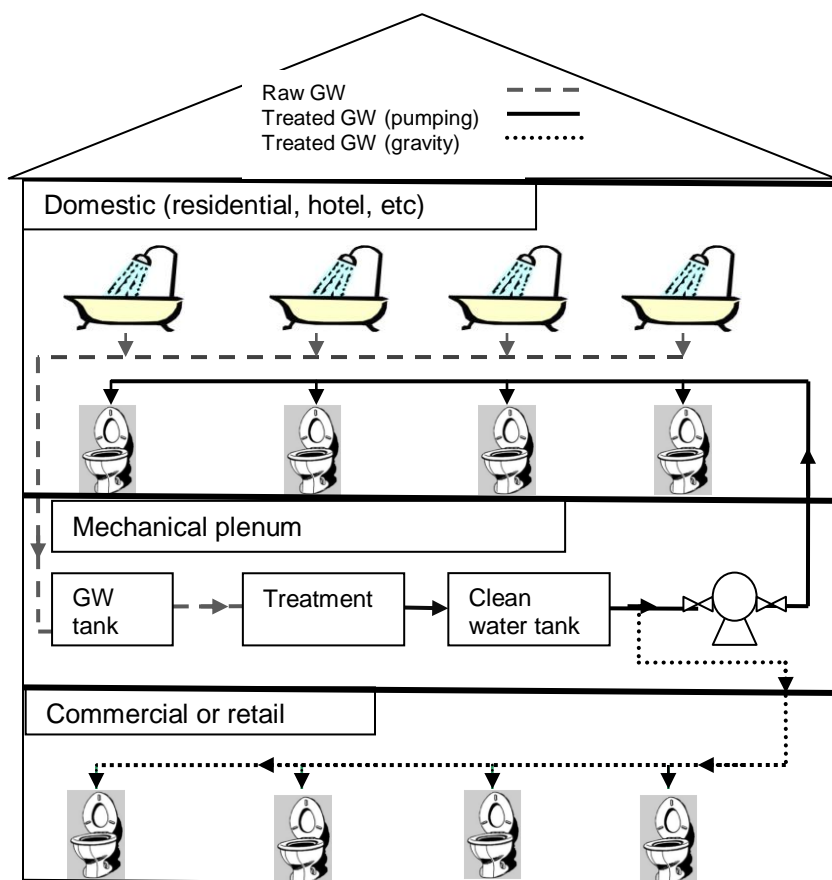 Raw GW
Treated GW (pumping)
Treated GW (gravity)
Domestic (residential, hotel, etc)
Mechanical plenum
GW
tank
Treatment
Clean
water tank
Commercial or retail